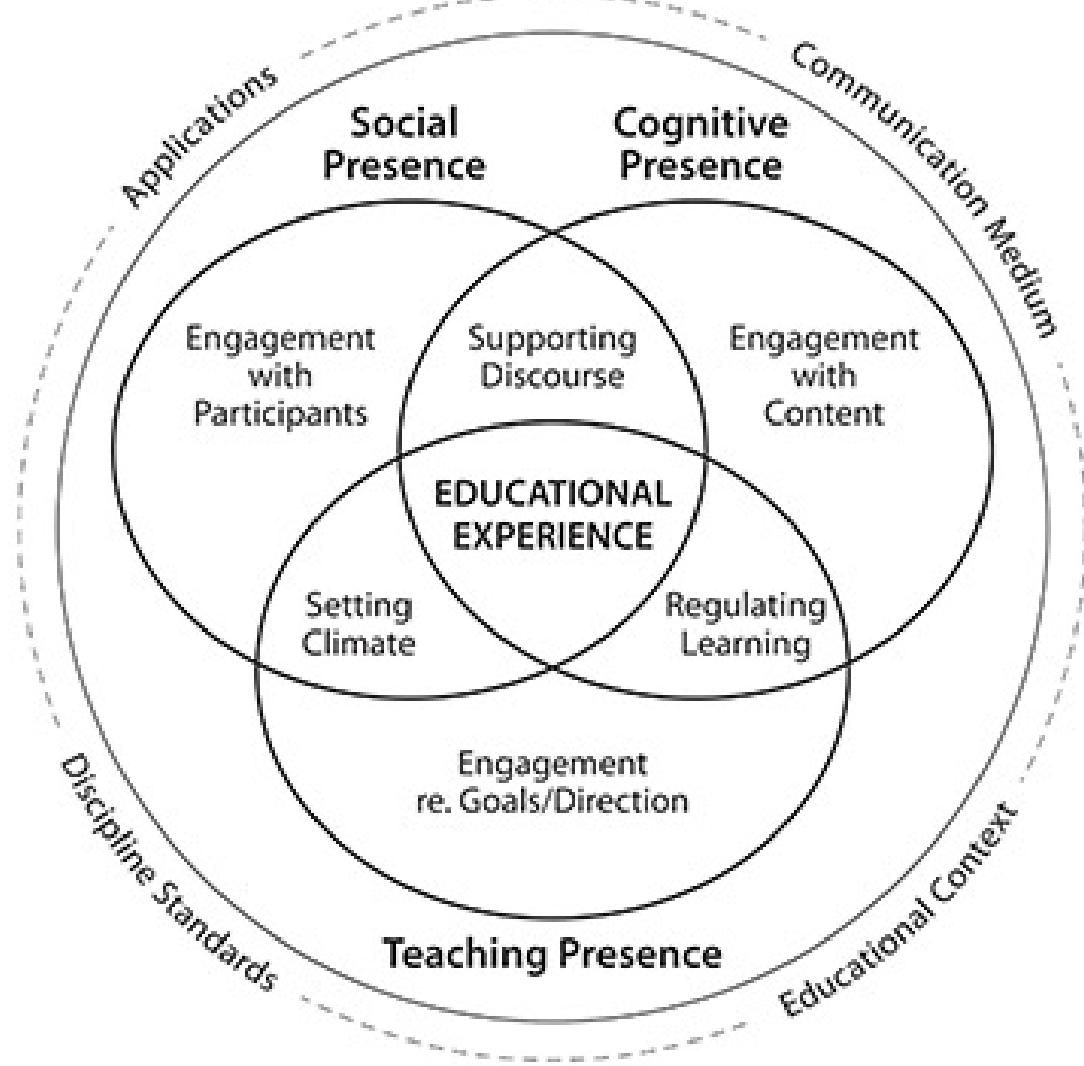 Applications
Communication Medium
Social
Presence
Cognitive
Presence
Engagement
with
Participants
Supporting
Discourse
Engagement
with
Content
EDUCATIONAL
EXPERIENCE
Setting
Climate
Regulating
Learning
Engagement
re. Goals/Direction
Teaching Presence
Discipline Standards
Educational Context